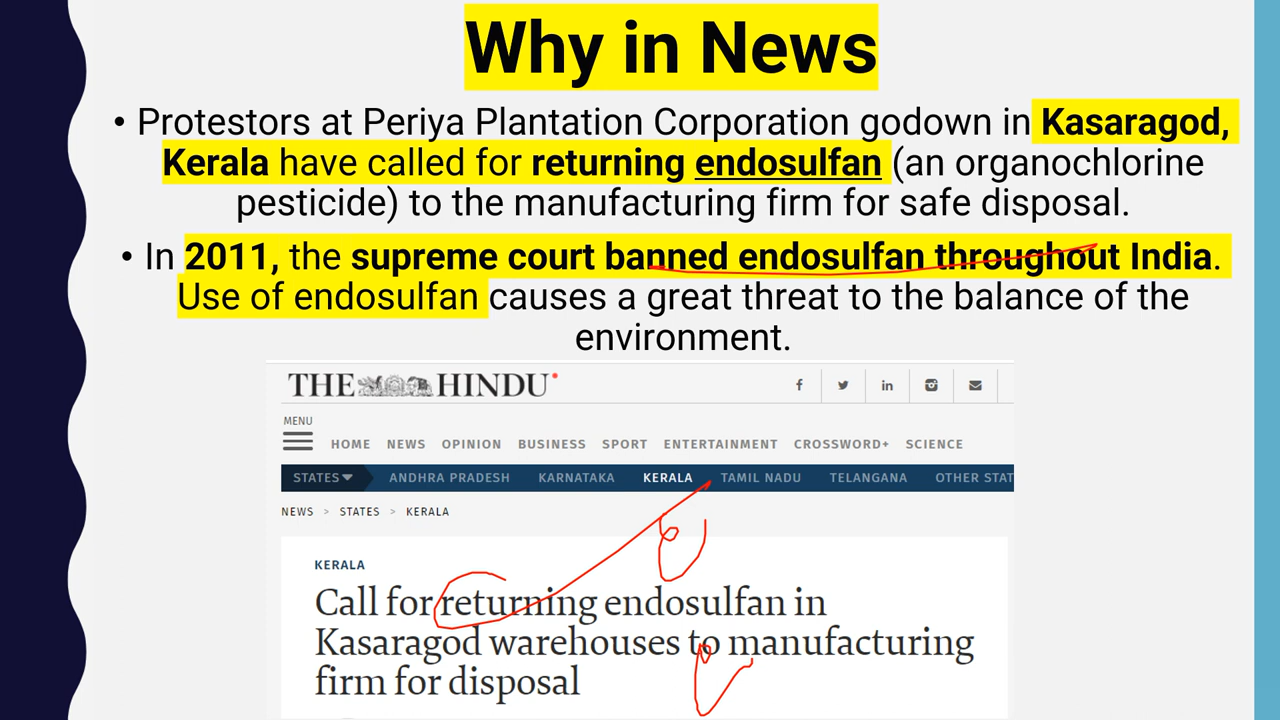 Why in News
• Protestors at Periya Plantation Corporation godown in Kasaragod,
Kerala have called for returning endosulfan (an organochlorine
pesticide) to the manufacturing firm for safe disposal.
• In 2011, the supreme court banned endosulfan throughout India.
Use of endosulfan causes a great threat to the balance of the
environment.
THE HINDU
MENU
HOME NEWS OPINION BUSINESS SPORT ENTERTAINMENT CROSSWORD+ SCIENCE
STATES ANDHRA PRADESH KARNATAKA KERALA TAMIL NADU TELANGANA OTHER STAT
NEWS > STATES > KERALA
KERALA
Call for returning endosulfan in
Kasaragod warehouses to manufacturing
firm for disposal